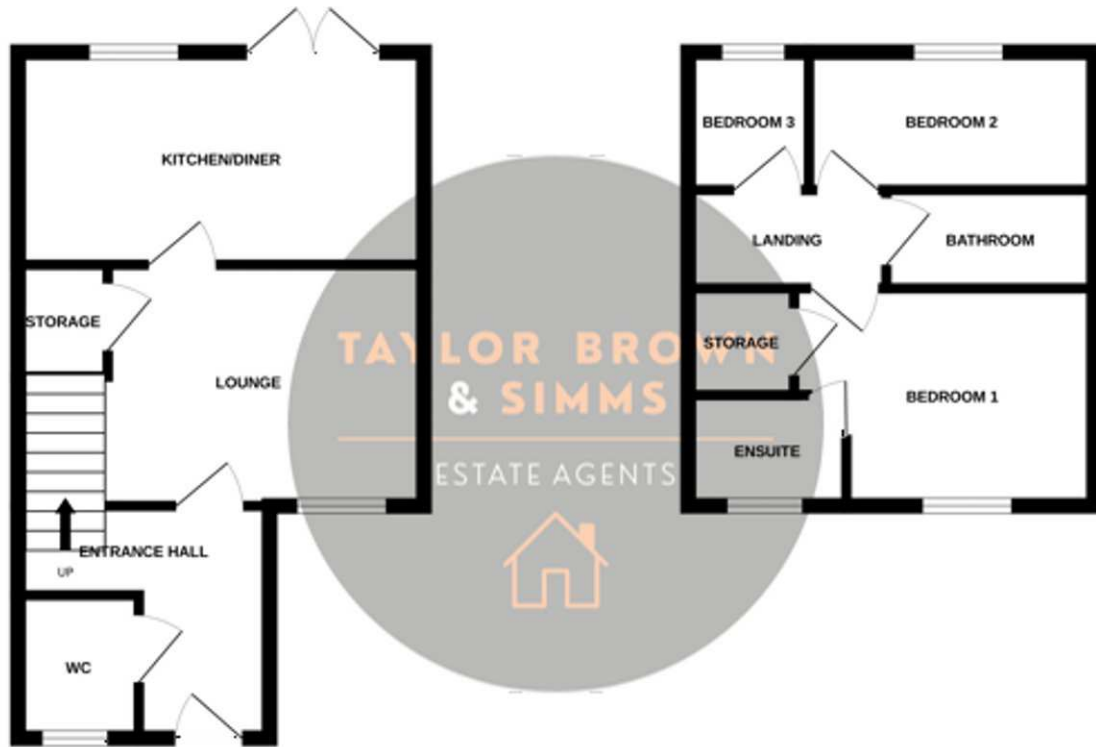 KITCHEN/DINER
STORAGE
LOUNGE
ENTRANCE HALL
UP
WC
BEDROOM 3
BEDROOM 2
LANDING
BATHROOM
STORAGE
BEDROOM 1
ENSUITE
TAYLOR BROWN
& SIMMS
ESTATE AGENTS